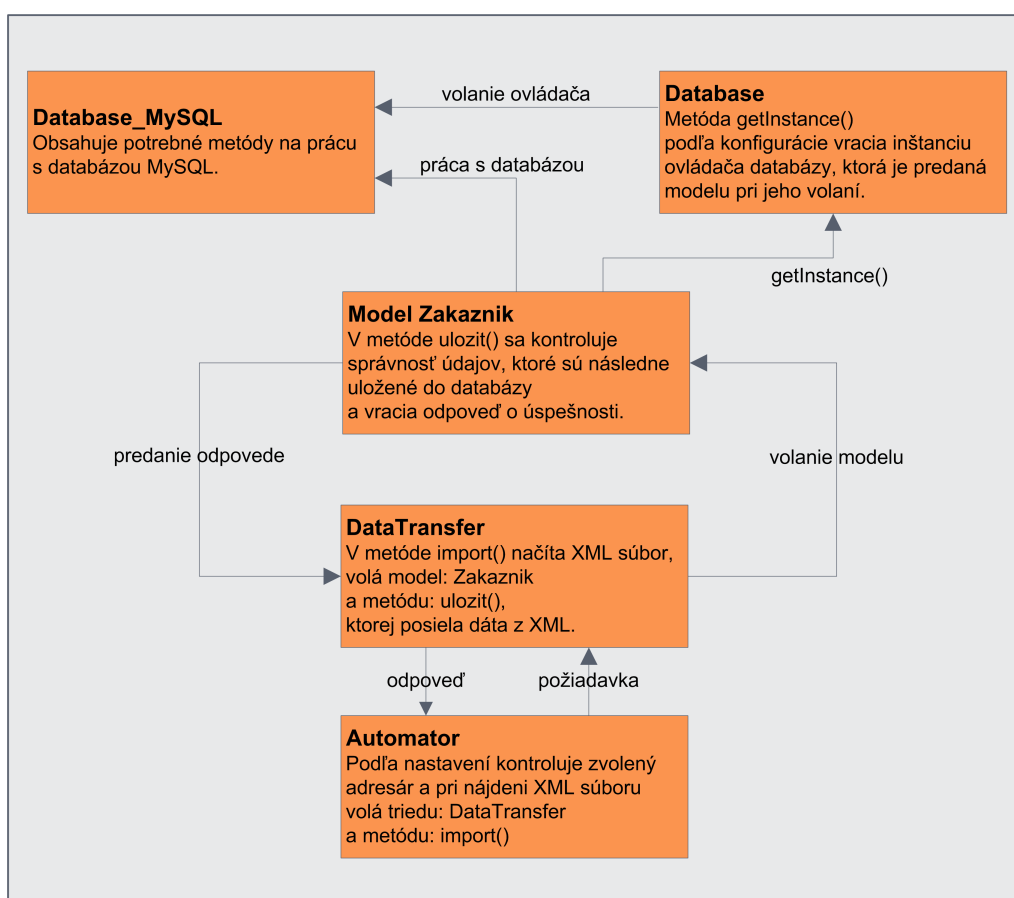 Database_MySQL
Obsahuje potrebné metódy na prácu
s databázou MySQL.
volanie ovládača
práca s databázou
Database
Metóda getInstance()
podľa konfigurácie vracia inštanciu
ovládača databázy, ktorá je predaná
modelu pri jeho volaní.
getInstance()
Model Zakaznik
V metóde ulozit() sa kontroluje
správnosť údajov, ktoré sú následne
uložené do databázy
a vracia odpoveď o úspešnosti.
predanie odpovede
volanie modelu
DataTransfer
V metóde import() načíta XML súbor,
volá model: Zakaznik
a metódu: ulozit(),
ktorej posiela dáta z XML.
odpoveď
požiadavka
Automator
Podľa nastavení kontroluje zvolený
adresár a pri nájdeni XML súboru
volá triedu: DataTransfer
a metódu: import()